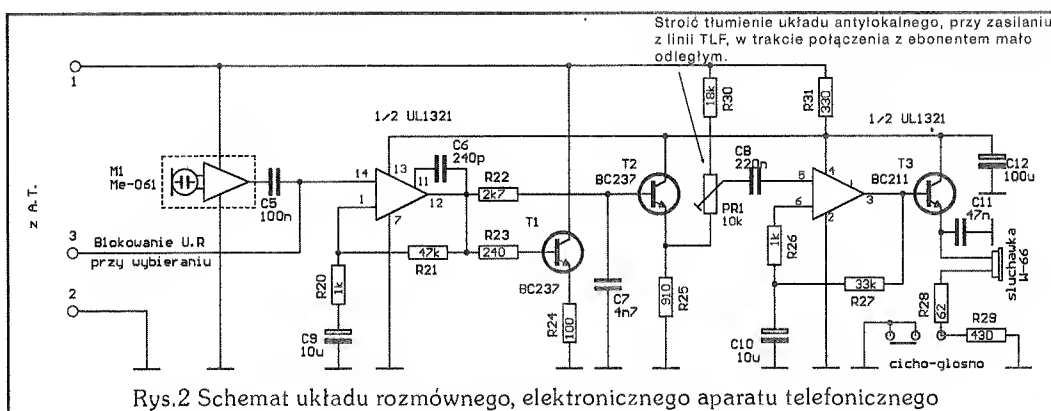 Stroić tłumienie układu antylokalnego, przy zasilaniu
z linii TLF, w trakcie połączenia z ebonentem mało
odległym.
1
18k
R30
R31
330
1/2 UL1321
1/2 UL1321
C6
240p
C8
220n
T2
BC237
T3
BC211
C12
100u
M1
Me-061
C5
100n
14
13
11
12
1
7
R22
2k7
PR1
10k
5
4
1
6
2
3
C11
47n
z A.T.
3
Blokowanie U.R
przy wybieraniu
47k
R21
R23
240
T1
BC237
R20
1k
R26
1k
33k
R27
słuchawka
W-66
2
C9
10u
R24
100
C7
4n7
910
R25
C10
10u
R28
62
R29
430
cicho-glosno
Rys.2 Schemat układu rozmównego, elektronicznego aparatu telefonicznego